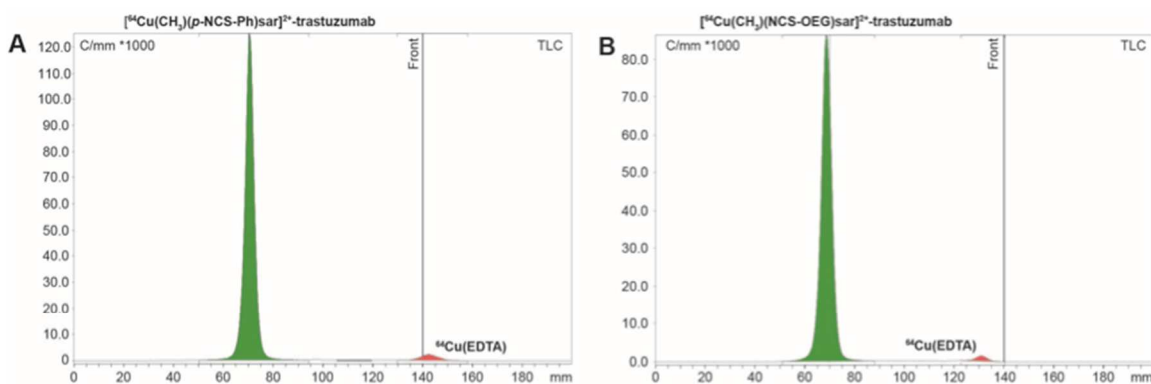 [⁶⁴Cu(CH₃)(p-NCS-Ph)sar]²⁺-trastuzumab
A
C/mm *1000
Front
TLC
120.0
110.0
100.0
90.0
80.0
70.0
60.0
50.0
40.0
30.0
20.0
10.0
0
⁶⁴Cu(EDTA)
0 20 40 60 80 100 120 140 160 180 mm
[⁶⁴Cu(CH₃)(NCS-OEG)sar]²⁺-trastuzumab
B
C/mm *1000
Front
TLC
80.0
70.0
60.0
50.0
40.0
30.0
20.0
10.0
0.0
⁶⁴Cu(EDTA)
0 20 40 60 80 100 120 140 160 180 mm